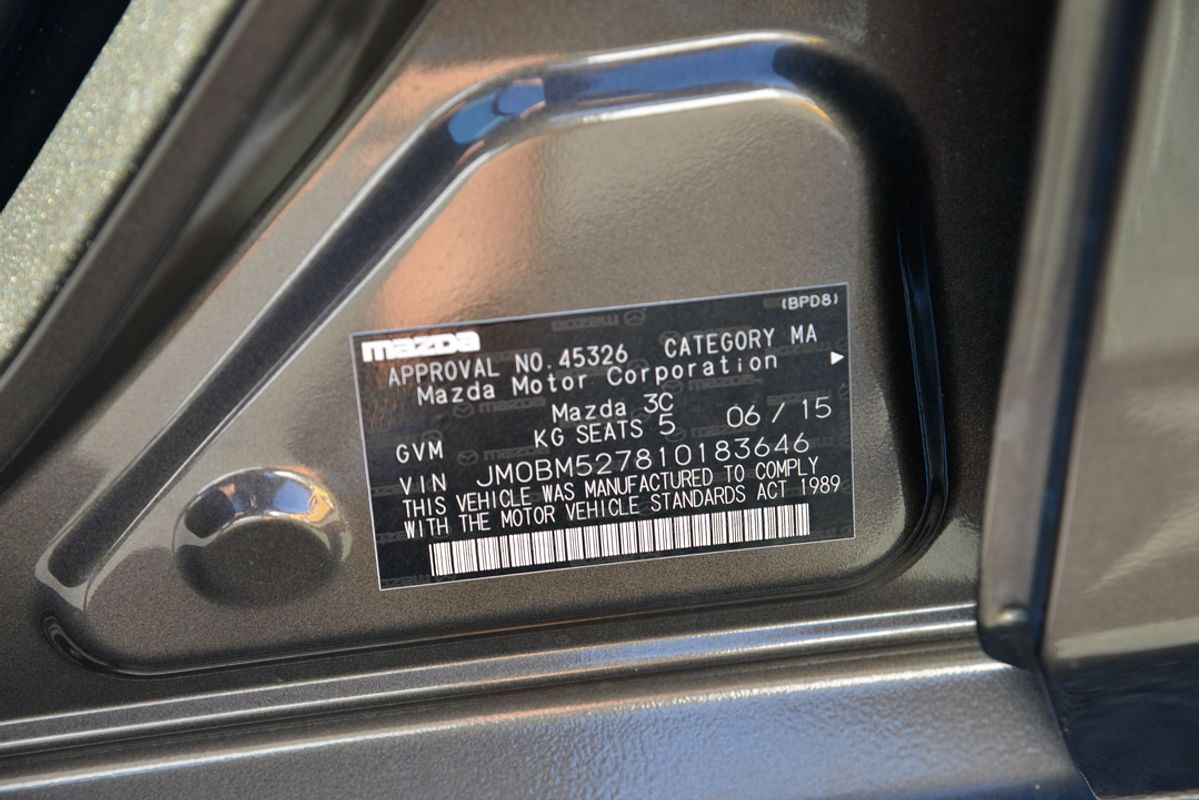 (BPD8)
mazda
APPROVAL NO. 45326 CATEGORY MA
Mazda Motor Corporation
Mazda 3C 06/15
GVM KG SEATS 5
VIN JM0BM527810183646
THIS VEHICLE WAS MANUFACTURED TO COMPLY
WITH THE MOTOR VEHICLE STANDARDS ACT 1989